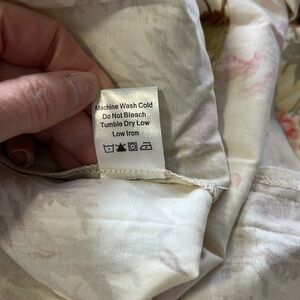 Machine Wash Cold
Do Not Bleach
Tumble Dry Low
Low Iron